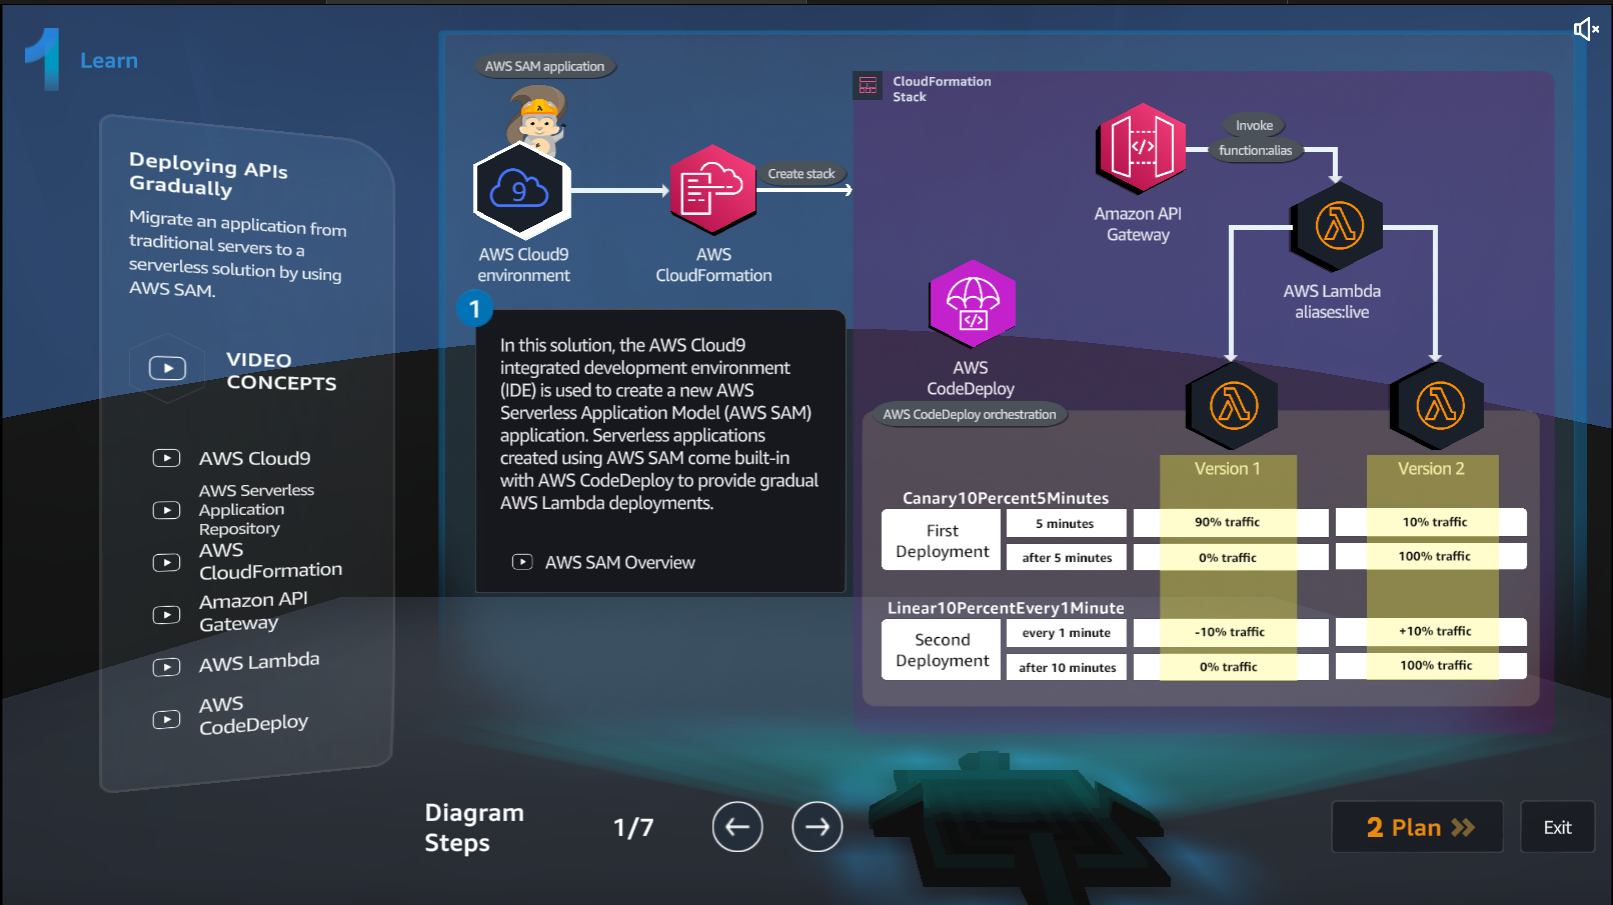 1 Learn
Deploying APIs
Gradually
Migrate an application from
traditional servers to a
serverless solution by using
AWS SAM.
VIDEO
CONCEPTS
AWS Cloud9
AWS Serverless
Application
Repository
AWS
CloudFormation
Amazon API
Gateway
AWS Lambda
AWS
CodeDeploy
AWS SAM application
9
AWS Cloud9
environment
AWS
CloudFormation
Create stack
1
In this solution, the AWS Cloud9
integrated development environment
(IDE) is used to create a new AWS
Serverless Application Model (AWS SAM)
application. Serverless applications
created using AWS SAM come built-in
with AWS CodeDeploy to provide gradual
AWS Lambda deployments.
AWS SAM Overview
CloudFormation
Stack
Amazon API
Gateway
Invoke
function:alias
AWS Lambda
aliases:live
AWS
CodeDeploy
AWS CodeDeploy orchestration
Version 1
Version 2
Canary10Percent5Minutes
First
Deployment
5 minutes
90% traffic
10% traffic
after 5 minutes
0% traffic
100% traffic
Linear10PercentEvery1Minute
Second
Deployment
every 1 minute
-10% traffic
+10% traffic
after 10 minutes
0% traffic
100% traffic
Diagram
Steps
1/7
2 Plan
Exit